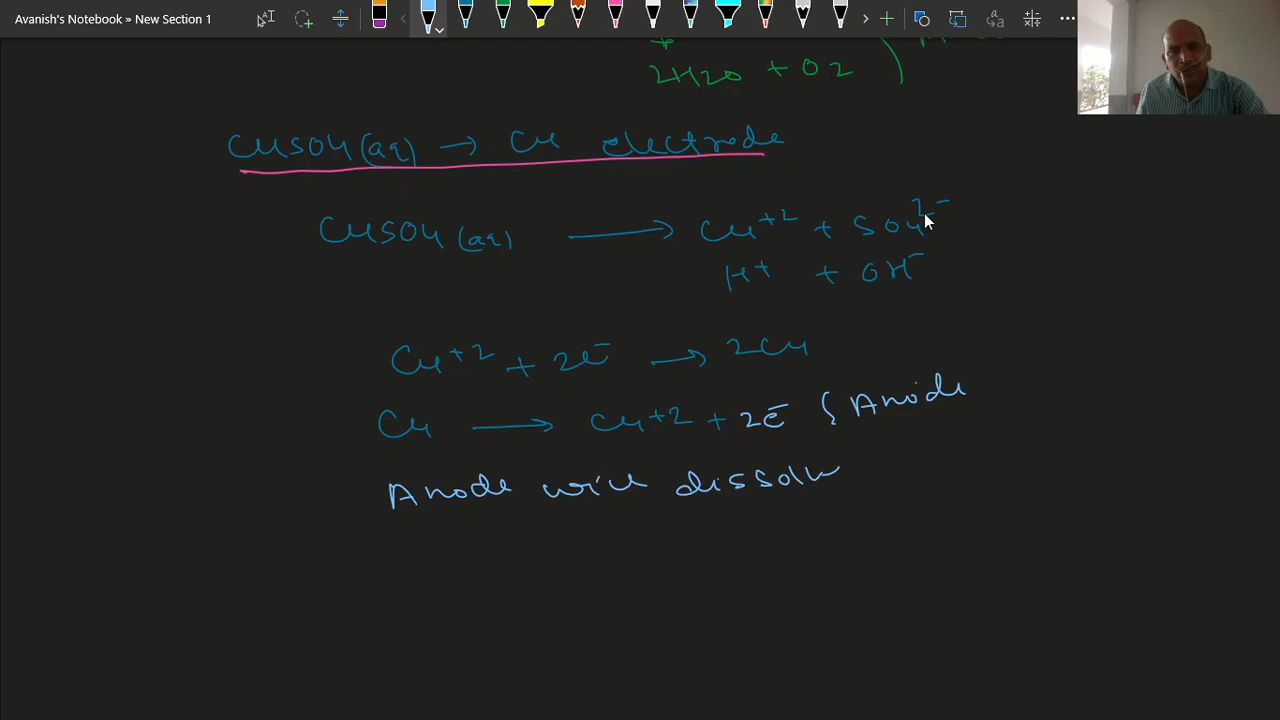 Avanish's Notebook » New Section 1
2H2O + O2
CuSO4(aq) → Cu electrode
CuSO4(aq) → Cu+2 + SO4 2-
H+ + OH-
Cu+2 + 2e- → 2Cu
Cu → Cu+2 + 2e- { Anode
Anode will dissolve